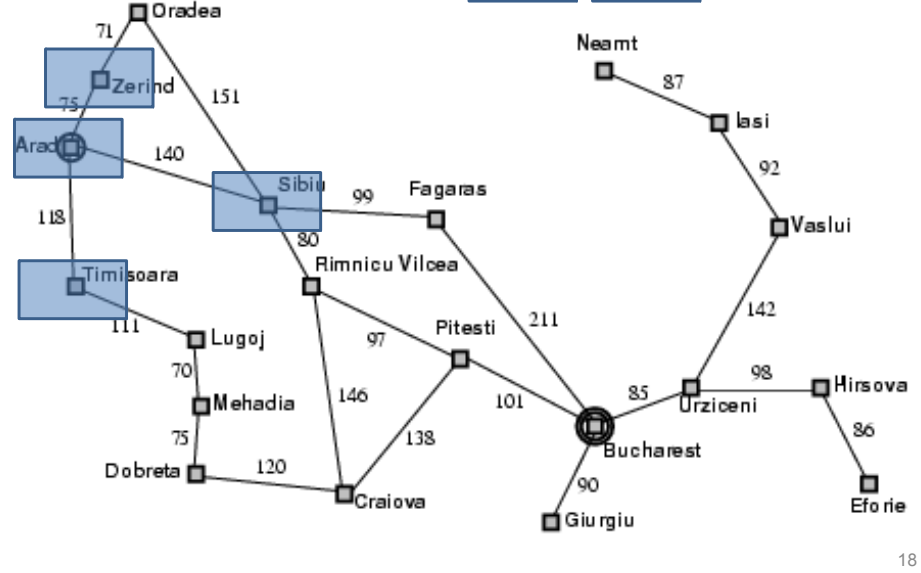 Oradea
71
Neamt
Zerind
87
151
75
Iasi
Arad
140
92
Sibiu
Fagaras
99
118
Vaslui
80
Timisoara
Rimnicu Vilcea
142
111
Lugoj
97
Pitesti
211
70
98
Hirsova
146
85
Urziceni
Mehadia
101
86
75
138
Bucharest
Dobreta
120
90
Craiova
Eforie
Giurgiu
18